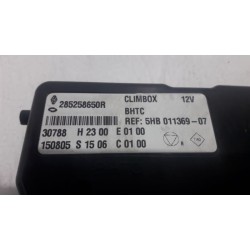 285258650R CLIMBOX 12V
BHTC
REF: 5HB 011369-07
30788 H 23 00 E 01 00
150805 S 15 06 C 01 00